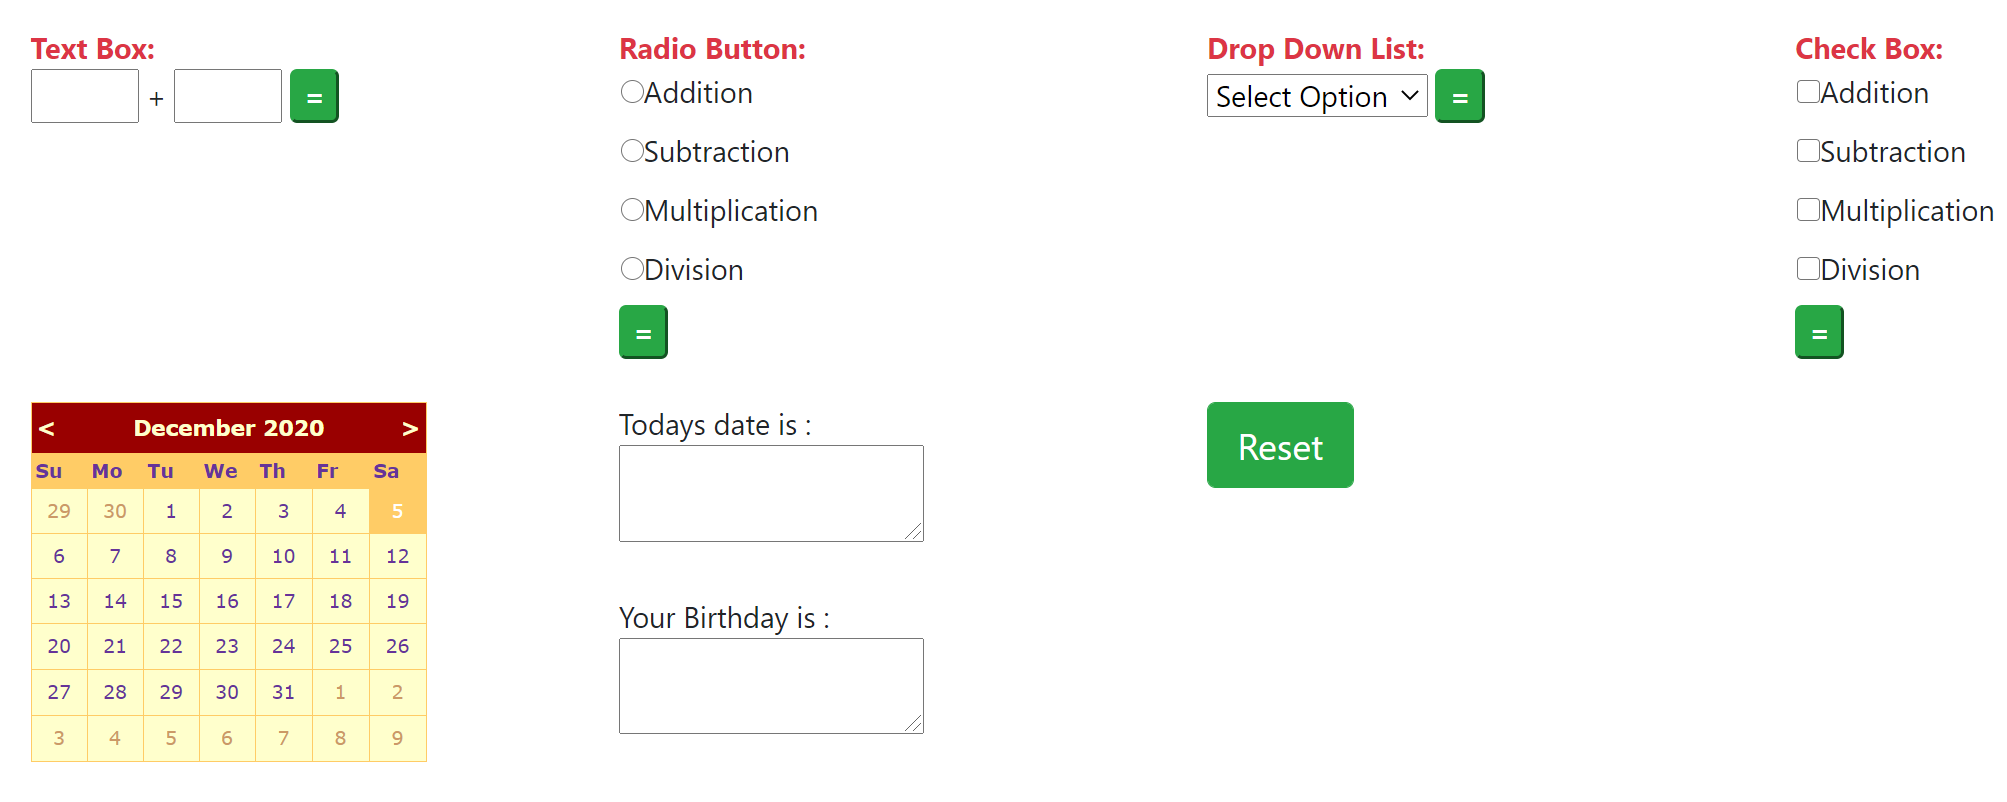 Text Box:
+ =
Radio Button:
Addition
Subtraction
Multiplication
Division
=
Drop Down List:
Select Option =
Check Box:
Addition
Subtraction
Multiplication
Division
=
< December 2020 >
Su Mo Tu We Th Fr Sa
29 30 1 2 3 4 5
6 7 8 9 10 11 12
13 14 15 16 17 18 19
20 21 22 23 24 25 26
27 28 29 30 31 1 2
3 4 5 6 7 8 9
Todays date is :
Your Birthday is :
Reset